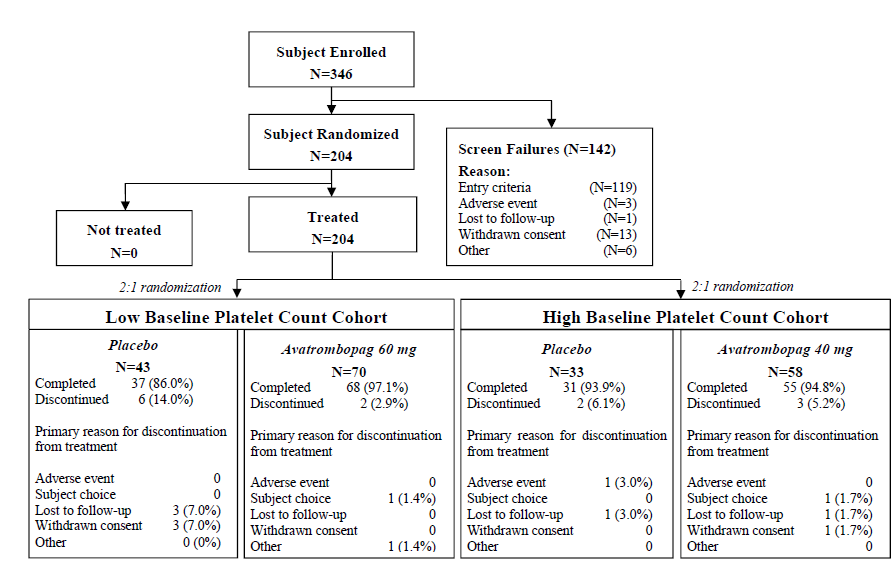 Subject Enrolled
N=346
Subject Randomized
N=204
Screen Failures (N=142)
Reason:
Entry criteria (N=119)
Adverse event (N=3)
Lost to follow-up (N=1)
Withdrawn consent (N=13)
Other (N=6)
Not treated
N=0
Treated
N=204
2:1 randomization
2:1 randomization
Low Baseline Platelet Count Cohort
Placebo
N=43
Completed 37 (86.0%)
Discontinued 6 (14.0%)
Primary reason for discontinuation
from treatment
Adverse event 0
Subject choice 0
Lost to follow-up 3 (7.0%)
Withdrawn consent 3 (7.0%)
Other 0 (0%)
Avatrombopag 60 mg
N=70
Completed 68 (97.1%)
Discontinued 2 (2.9%)
Primary reason for discontinuation
from treatment
Adverse event 0
Subject choice 1 (1.4%)
Lost to follow-up 0
Withdrawn consent 0
Other 1 (1.4%)
High Baseline Platelet Count Cohort
Placebo
N=33
Completed 31 (93.9%)
Discontinued 2 (6.1%)
Primary reason for discontinuation
from treatment
Adverse event 1 (3.0%)
Subject choice 0
Lost to follow-up 1 (3.0%)
Withdrawn consent 0
Other 0
Avatrombopag 40 mg
N=58
Completed 55 (94.8%)
Discontinued 3 (5.2%)
Primary reason for discontinuation
from treatment
Adverse event 0
Subject choice 1 (1.7%)
Lost to follow-up 1 (1.7%)
Withdrawn consent 1 (1.7%)
Other 0